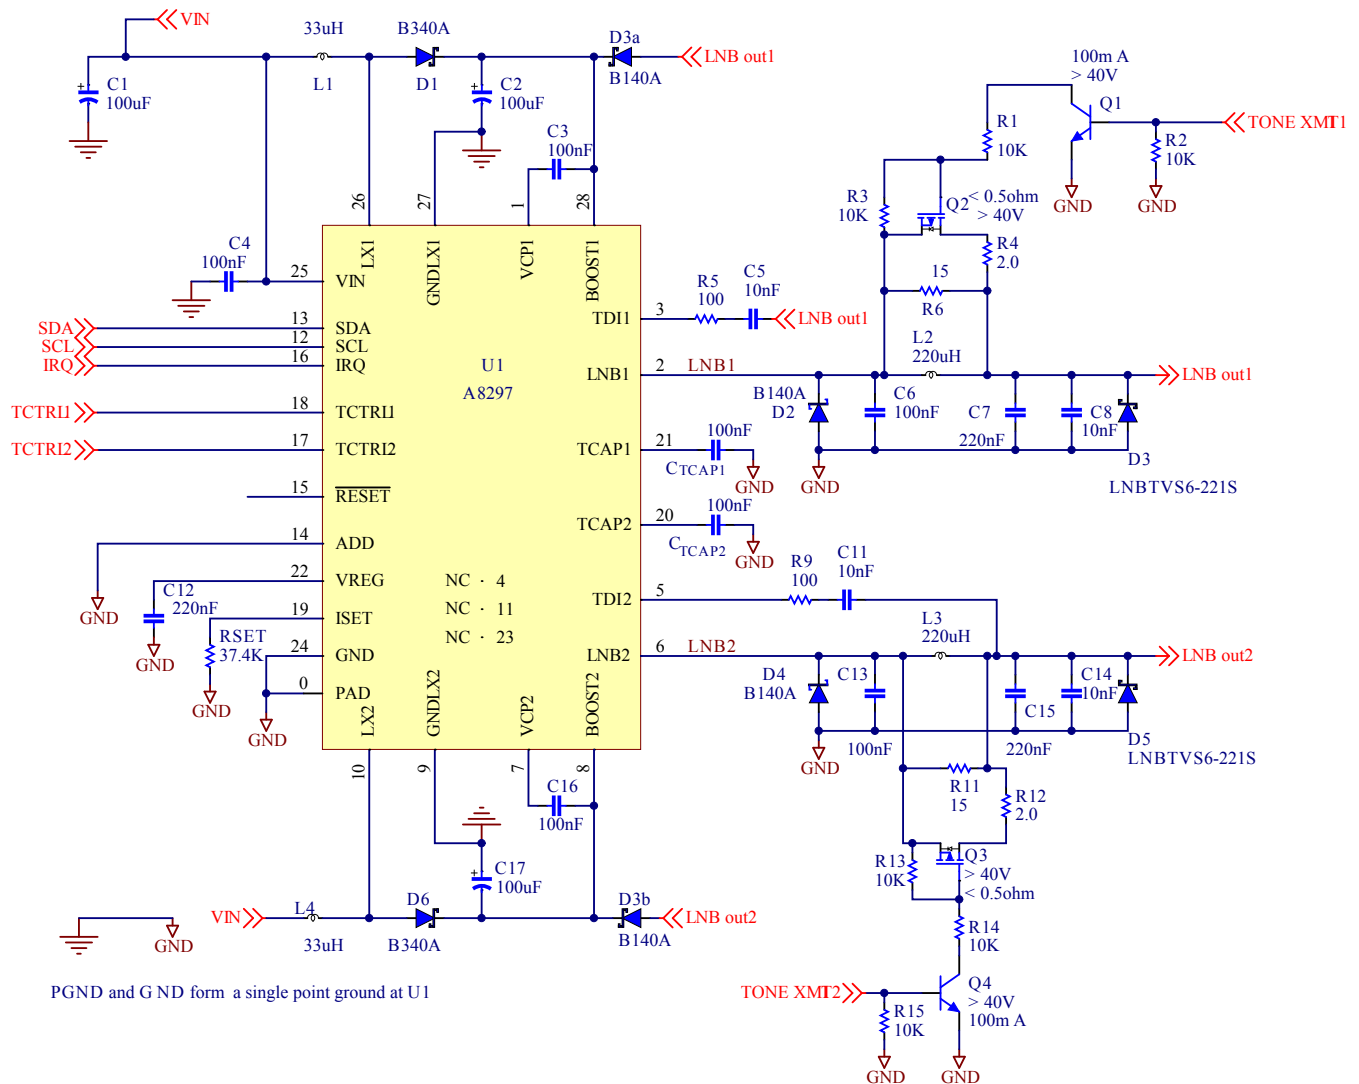 VIN
33uH
L1
B340A
D1
D3a
B140A
LNB out1
C1
100uF
C2
100uF
C3
100nF
100m A
> 40V
Q1
TONE XMT1
R1
10K
R2
10K
GND
GND
R3
10K
Q2
< 0.5ohm
> 40V
R4
2.0
15
R6
L2
220uH
26
27
1
28
LX1
GNDLX1
VCP1
BOOST1
C4
100nF
25
VIN
SDA
13
SDA
SCL
12
SCL
IRQ
16
IRQ
TCTRL1
18
TCTRL1
TCTRL2
17
TCTRL2
15
RESET
14
ADD
GND
22
VREG
C12
220nF
GND
19
ISET
RSET
37.4K
GND
24
GND
0
PAD
GND
U1
A8297
NC · 4
NC · 11
NC · 23
TDI1
3
R5
100
C5
10nF
LNB out1
LNB1
2
LNB1
LNB out1
B140A
D2
C6
100nF
C7
220nF
C8
10nF
D3
LNBTVS6-221S
GND
TCAP1
21
100nF
CTCAP1
GND
TCAP2
20
100nF
CTCAP2
GND
TDI2
5
R9
100
C11
10nF
LNB2
6
LNB2
L3
220uH
LNB out2
D4
B140A
C13
100nF
C15
220nF
C14
10nF
D5
LNBTVS6-221S
GND
R11
15
R12
2.0
R13
10K
Q3
> 40V
< 0.5ohm
R14
10K
LX2
GNDLX2
VCP2
BOOST2
10
9
7
8
C16
100nF
C17
100uF
VIN
L4
33uH
D6
B340A
D3b
B140A
LNB out2
GND
PGND and GND form a single point ground at U1
TONE XMT2
R15
10K
Q4
> 40V
100m A
GND
GND